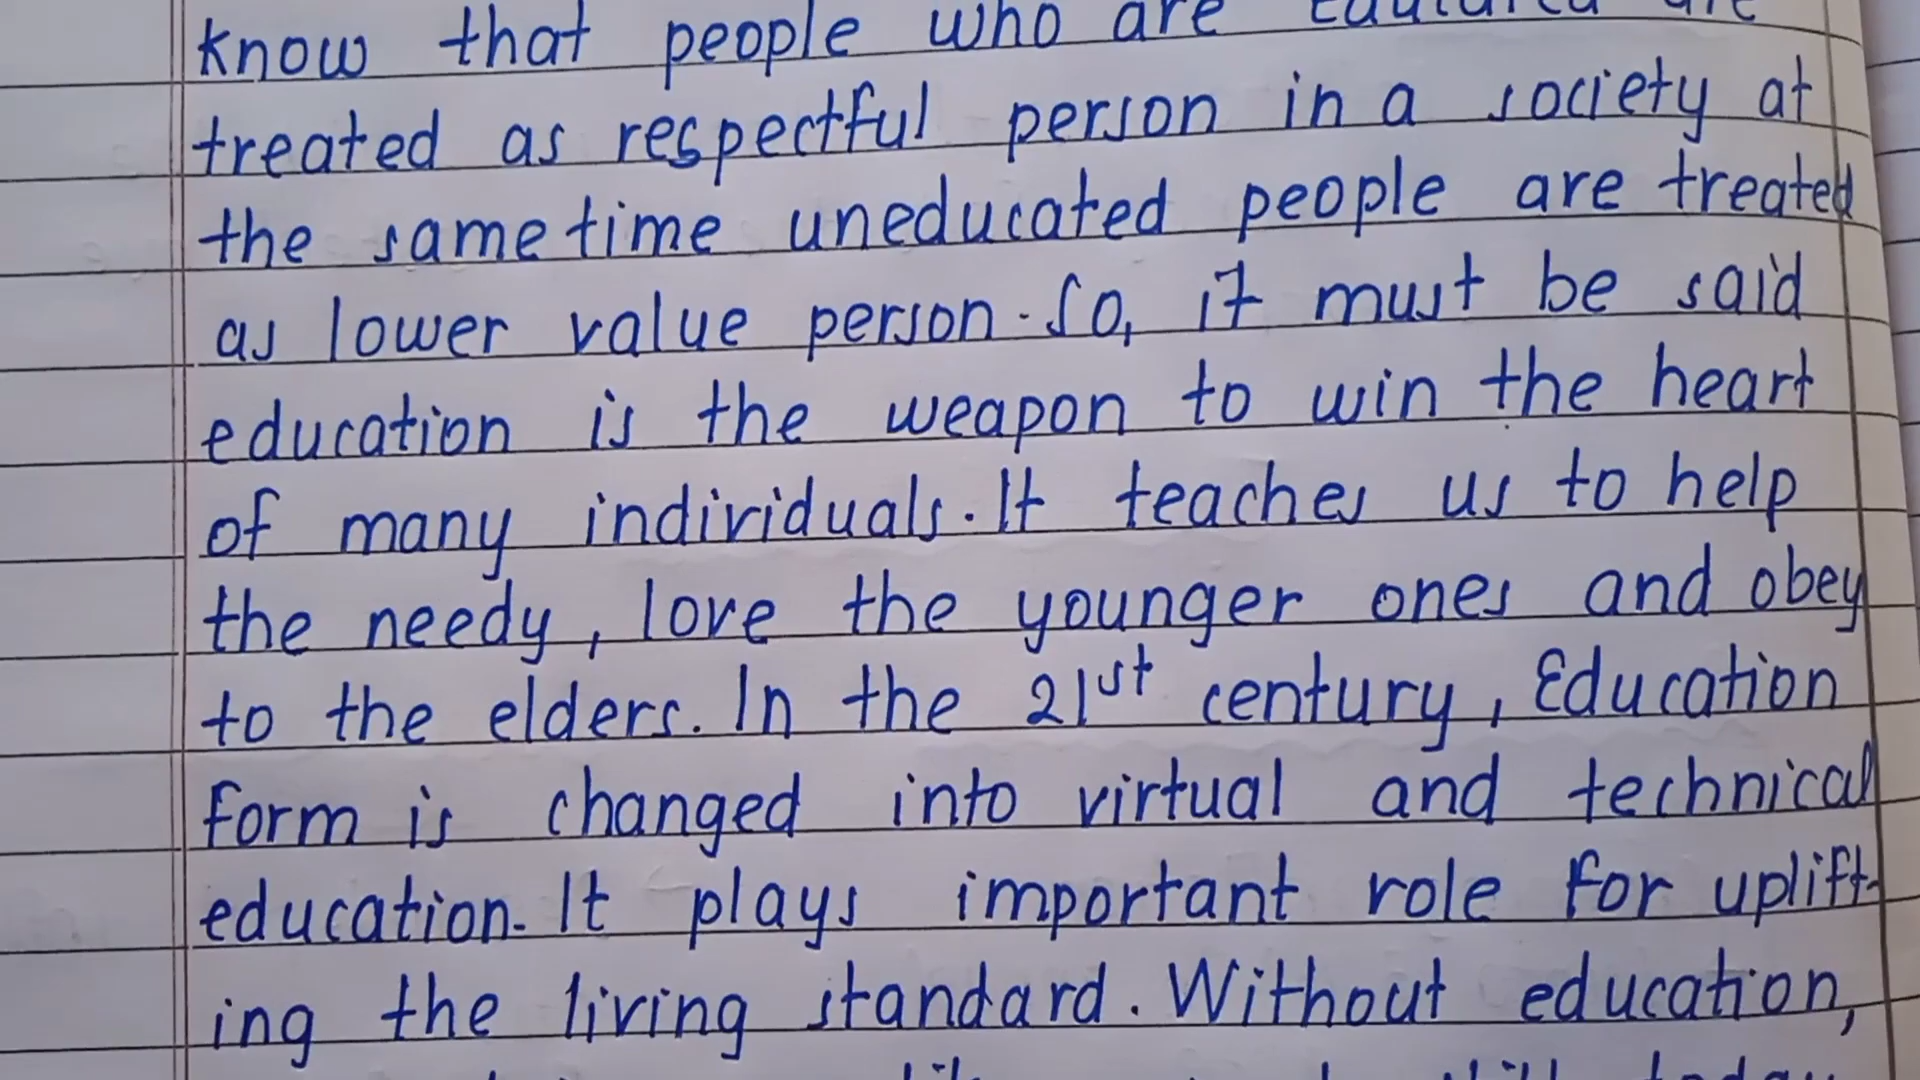 know that people who are educated are
treated as respectful person in a society at
the same time uneducated people are treated
as lower value person. So, it must be said
education is the weapon to win the heart
of many individuals. It teaches us to help
the needy, love the younger ones and obey
to the elders. In the 21st century, Education
form is changed into virtual and technical
education. It plays important role for uplift-
ing the living standard. Without education,
today